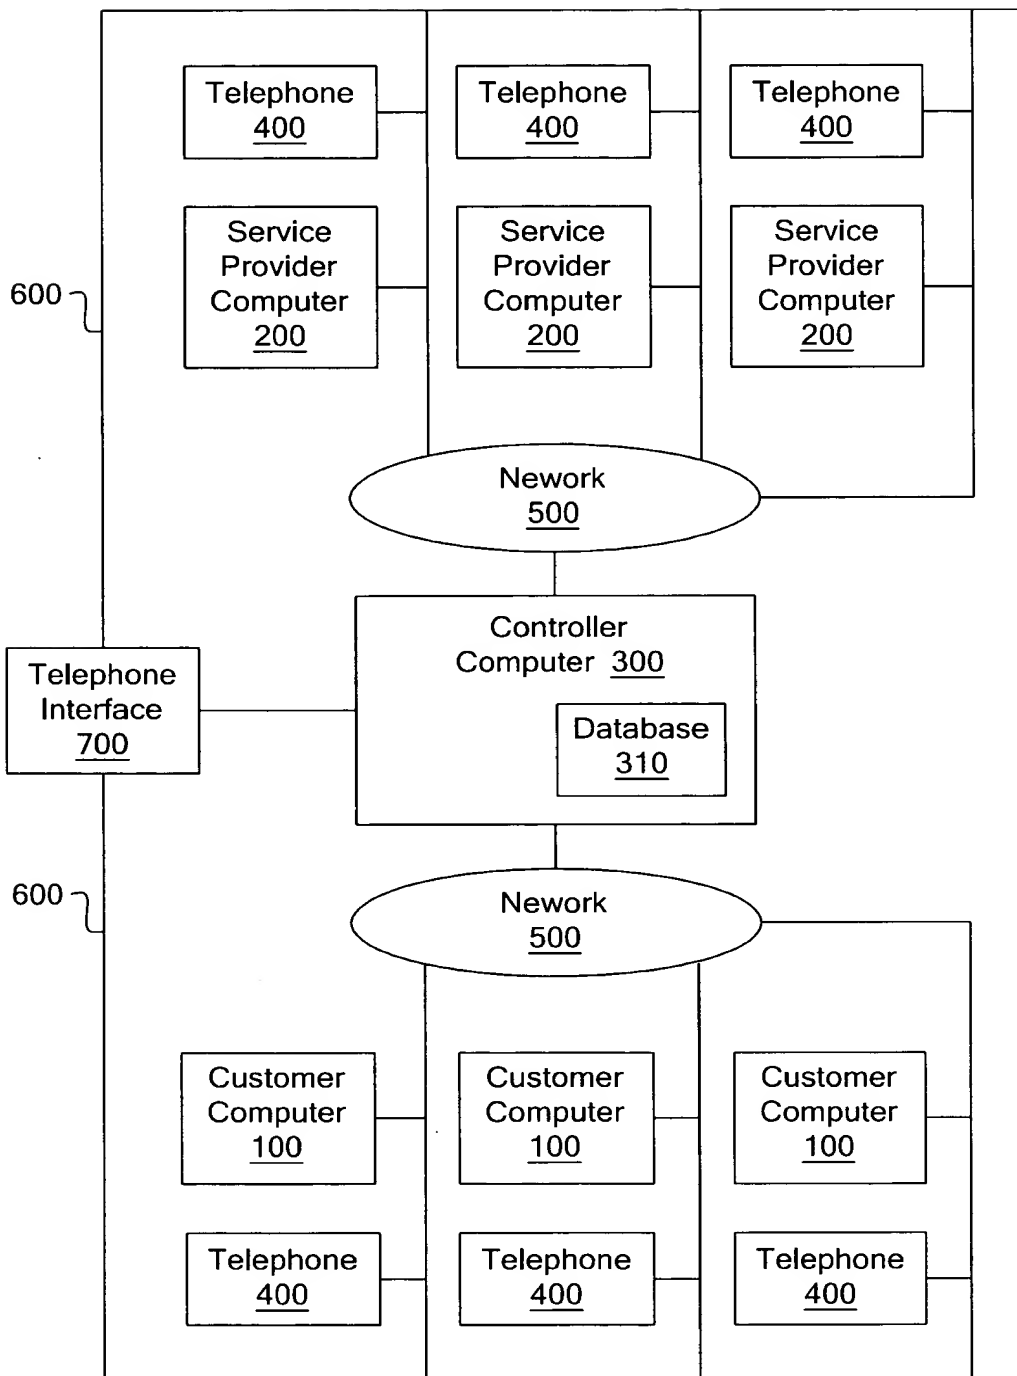 Telephone
400
Telephone
400
Telephone
400
Service
Provider
Computer
200
Service
Provider
Computer
200
Service
Provider
Computer
200
600
Nework
500
Controller
Computer 300
Telephone
Interface
700
Database
310
600
Nework
500
Customer
Computer
100
Customer
Computer
100
Customer
Computer
100
Telephone
400
Telephone
400
Telephone
400